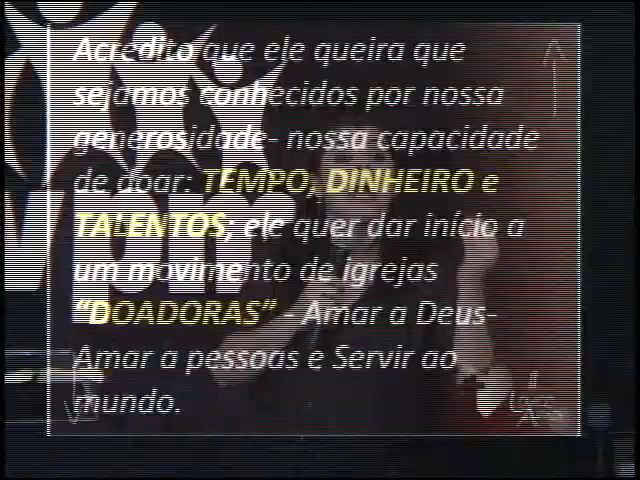 Acredito que ele queira que
sejamos conhecidos por nossa
generosidade- nossa capacidade
de doar: TEMPO, DINHEIRO e
TALENTOS; ele quer dar início a
um movimento de igrejas
“DOADORAS” - Amar a Deus-
Amar a pessoas e Servir ao
mundo.